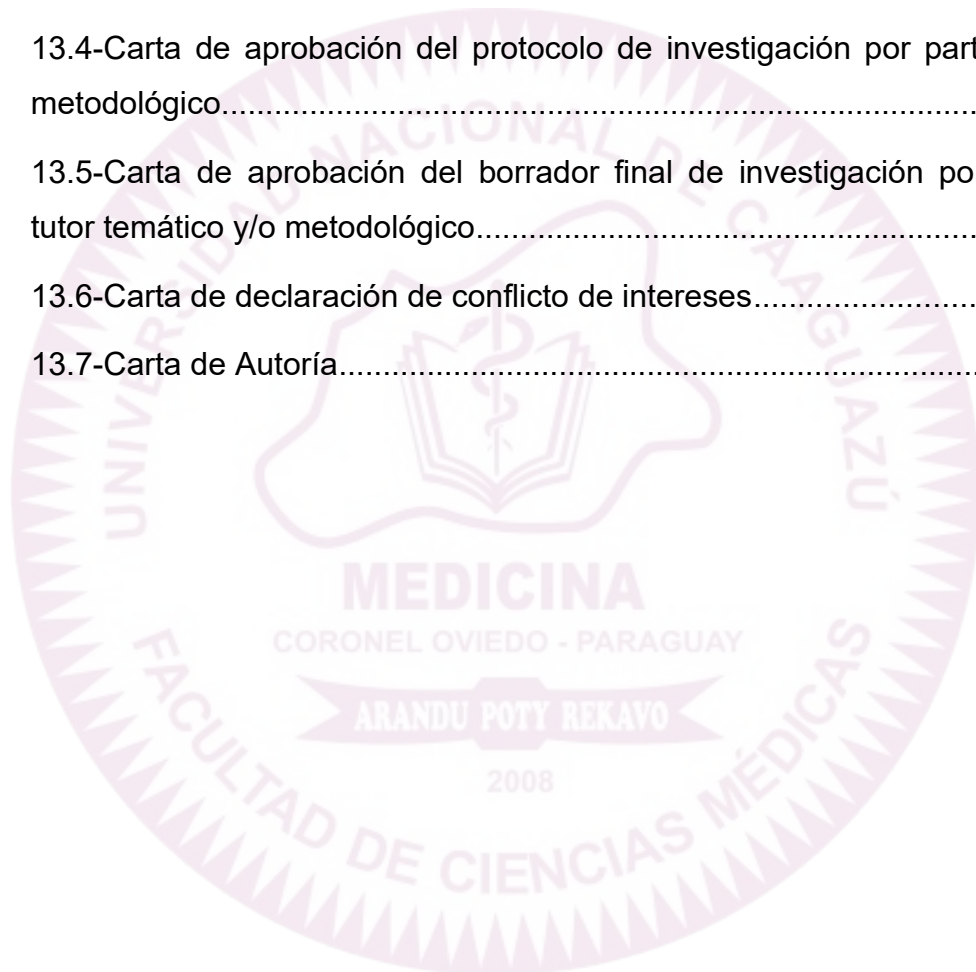 13.4-Carta de aprobación del protocolo de investigación por part
metodológico
13.5-Carta de aprobación del borrador final de investigación po
tutor temático y/o metodológico
13.6-Carta de declaración de conflicto de intereses
13.7-Carta de Autoría
UNIVERSIDAD NACIONAL DE CAAGUAZÚ
MEDICINA
CORONEL OVIEDO - PARAGUAY
ARANDU POTY REKAVO
2008
FACULTAD DE CIENCIAS MÉDICAS